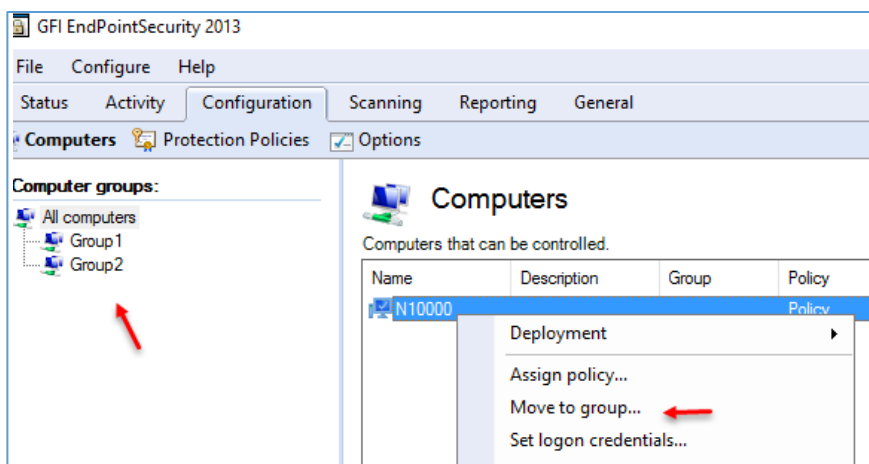 GFI EndPointSecurity 2013
File Configure Help
Status Activity Configuration Scanning Reporting General
Computers Protection Policies Options
Computer groups:
All computers
Group1
Group2
Computers
Computers that can be controlled.
Name Description Group Policy
N10000 Policy
Deployment
Assign policy...
Move to group...
Set logon credentials...